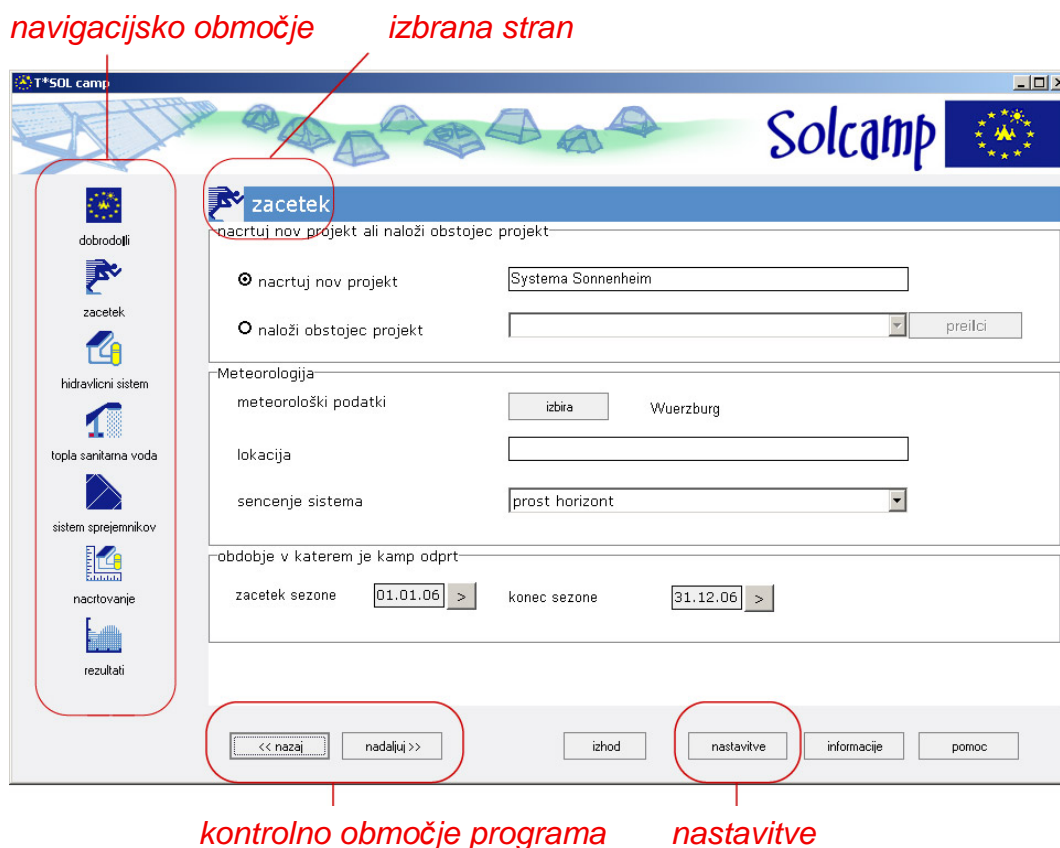 navigacijsko območje izbrana stran
T*SOL camp
Solcamp
dobrodolli
zacetek
hidravlicni sistem
topla sanitarna voda
sistem sprejemnikov
nacrtovanje
rezultati
zacetek
nacrtuj nov projekt ali naloži obstojec projekt
nacrtuj nov projekt Systema Sonnenheim
naloži obstojec projekt preilci
Meteorologija
meteorološki podatki izbira Wuerzburg
lokacija
sencenje sistema prost horizont
obdobje v katerem je kamp odprt
zacetek sezone 01.01.06 > konec sezone 31.12.06 >
<< nazaj nadaljuj >> izhod nastavitve informacije pomoc
kontrolno območje programa nastavitve